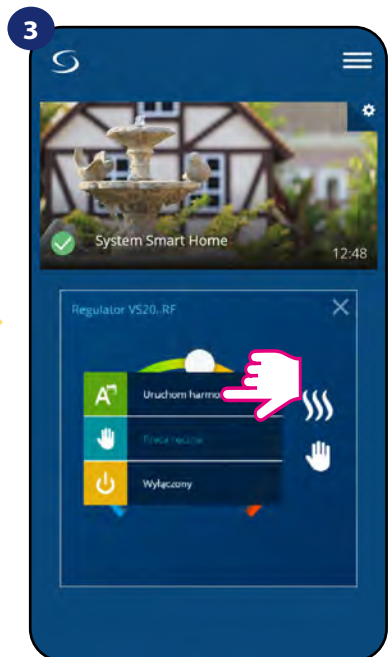 3
System Smart Home
12:48
Regulator VS20. RF
Uruchom harmo
Praca ręczna
Wyłączony